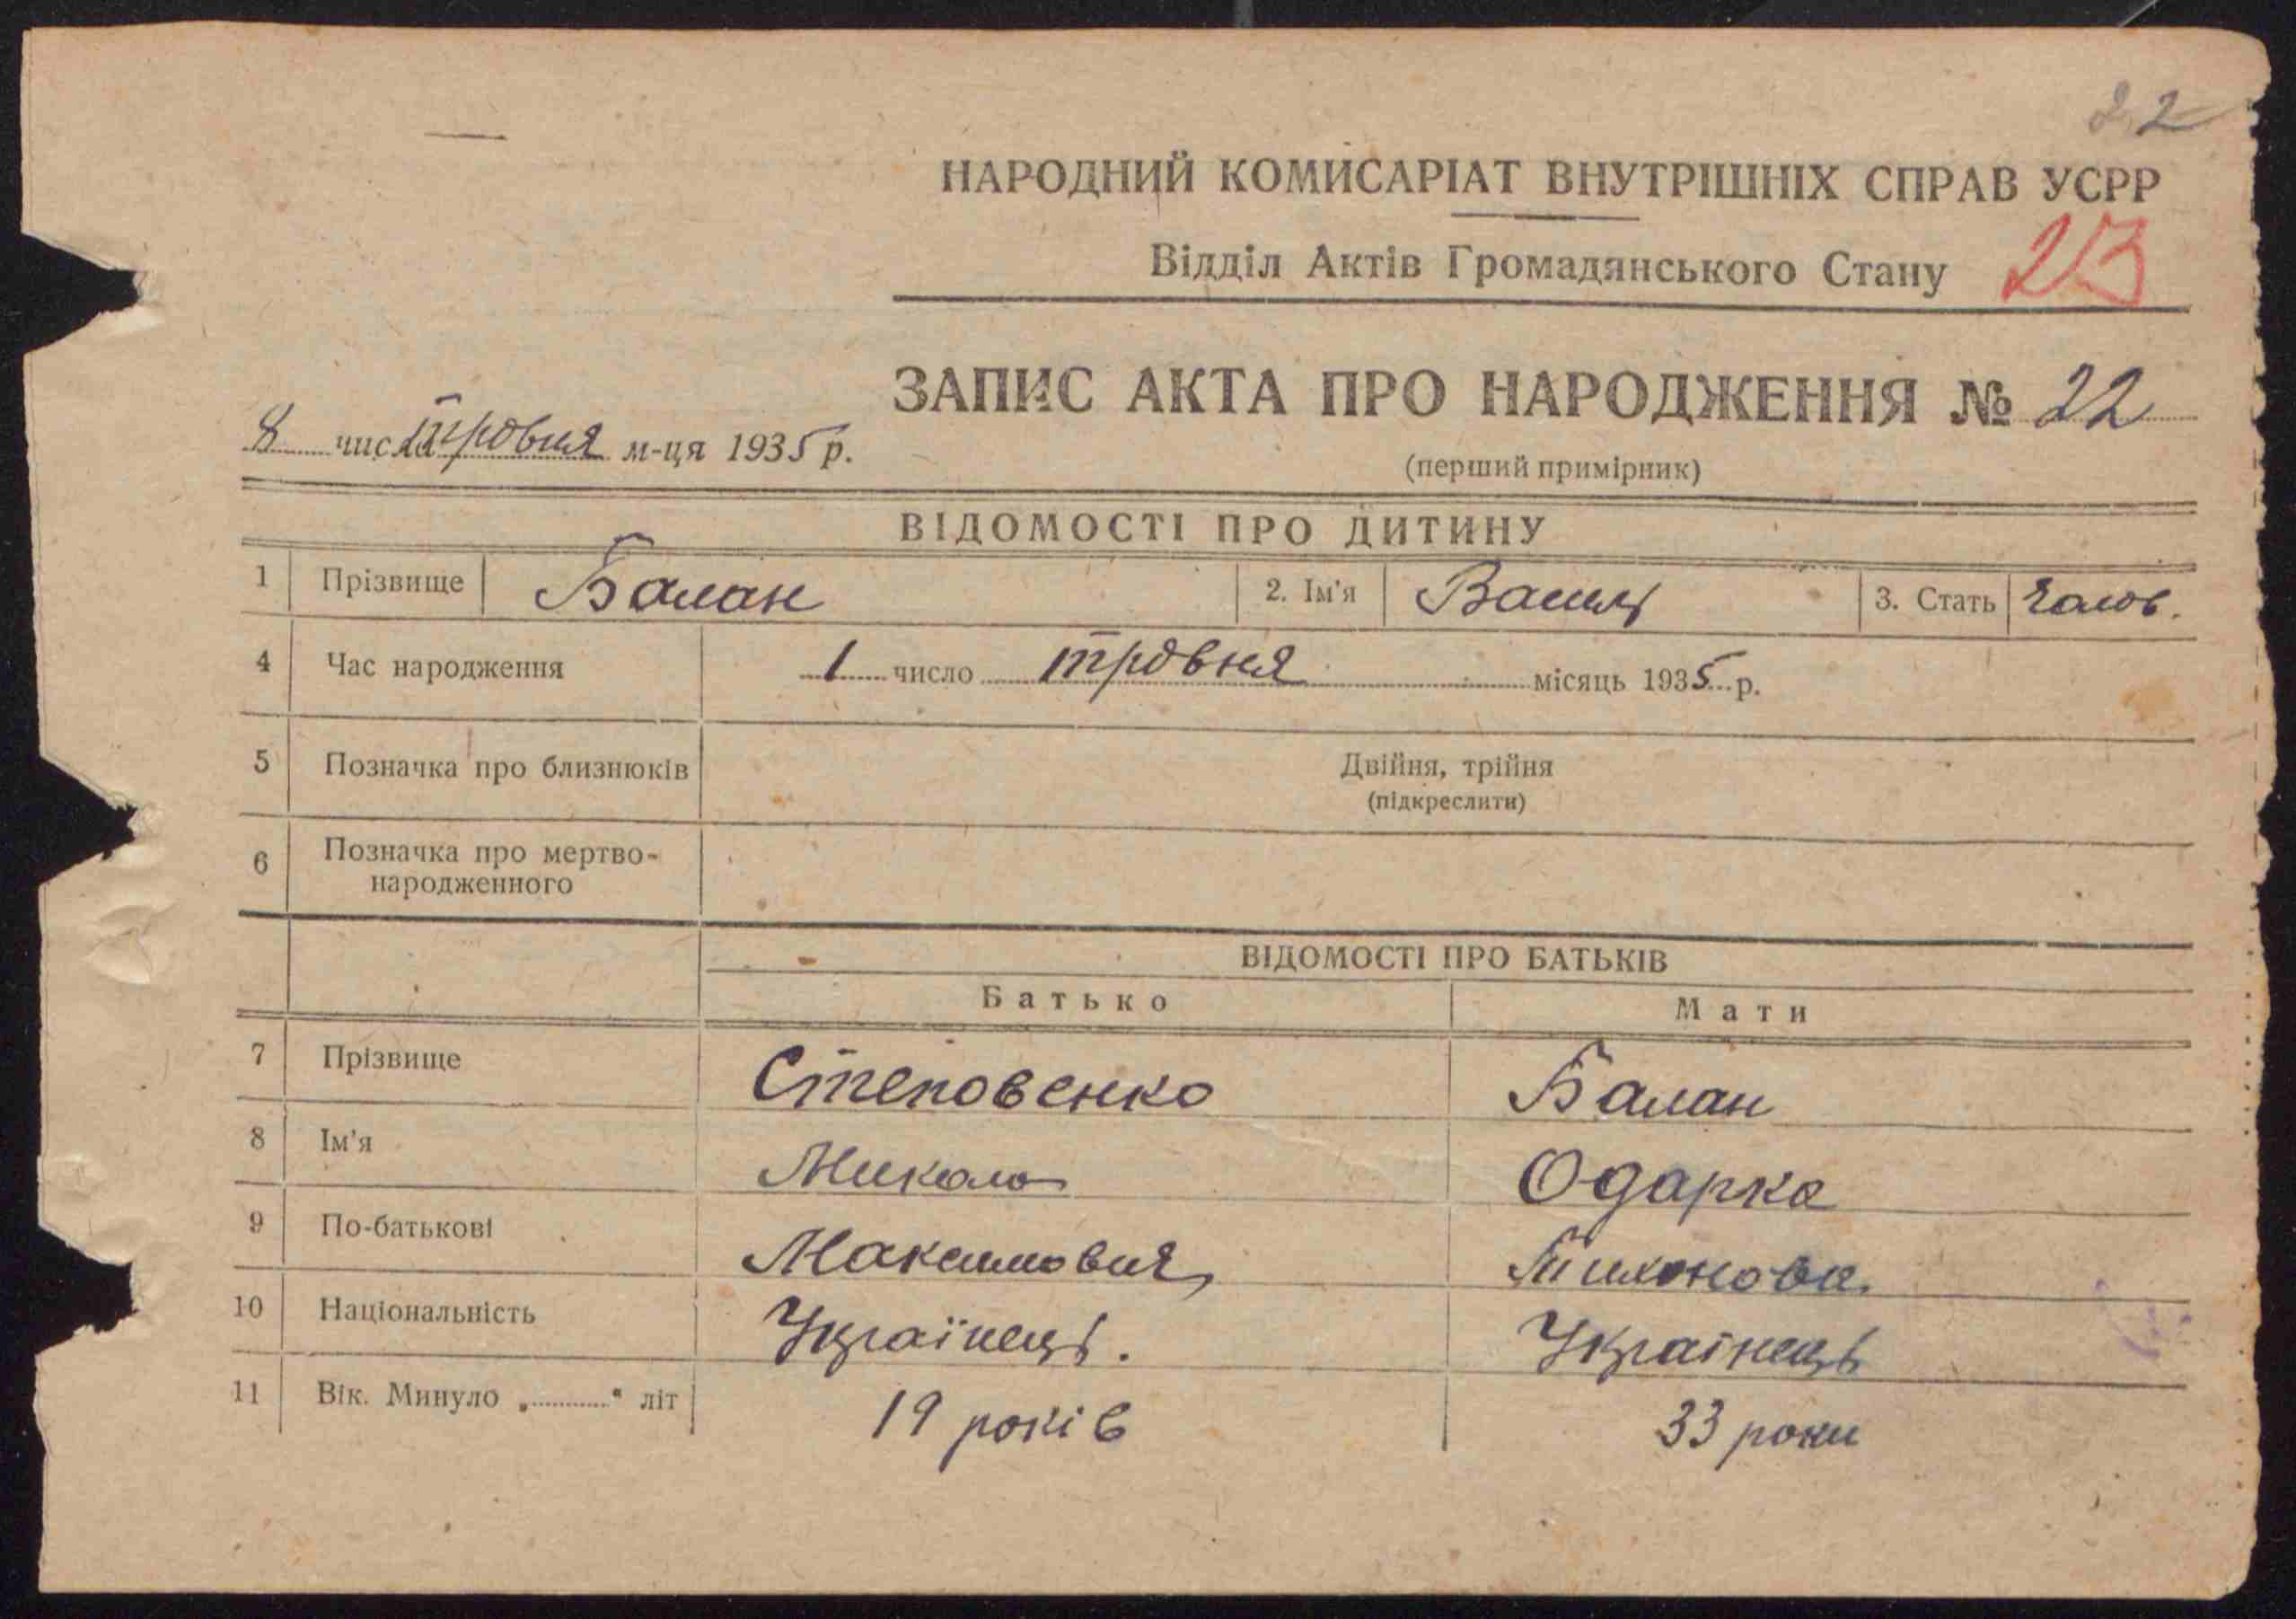 22
НАРОДНИЙ КОМИСАРІАТ ВНУТРІШНІХ СПРАВ УСРР
Відділ Актів Громадянського Стану 23
ЗАПИС АКТА ПРО НАРОДЖЕННЯ № 22
8 числа травня м-ця 1935 р.
(перший примірник)
ВІДОМОСТІ ПРО ДИТИНУ
1 Прізвище Балан 2. Ім'я Василь 3. Стать Чолов.
4 Час народження 1 число травня місяць 1935 р.
5 Позначка про близнюків Двійня, трійня
(підкреслити)
6 Позначка про мертво-
народженного
ВІДОМОСТІ ПРО БАТЬКІВ
Батько Мати
7 Прізвище Степовенко Балан
8 Ім'я Микола Одарка
9 По-батькові Максимович Тихонова
10 Національність Українець. Українець
11 Вік. Минуло „............“ літ 19 років 33 роки